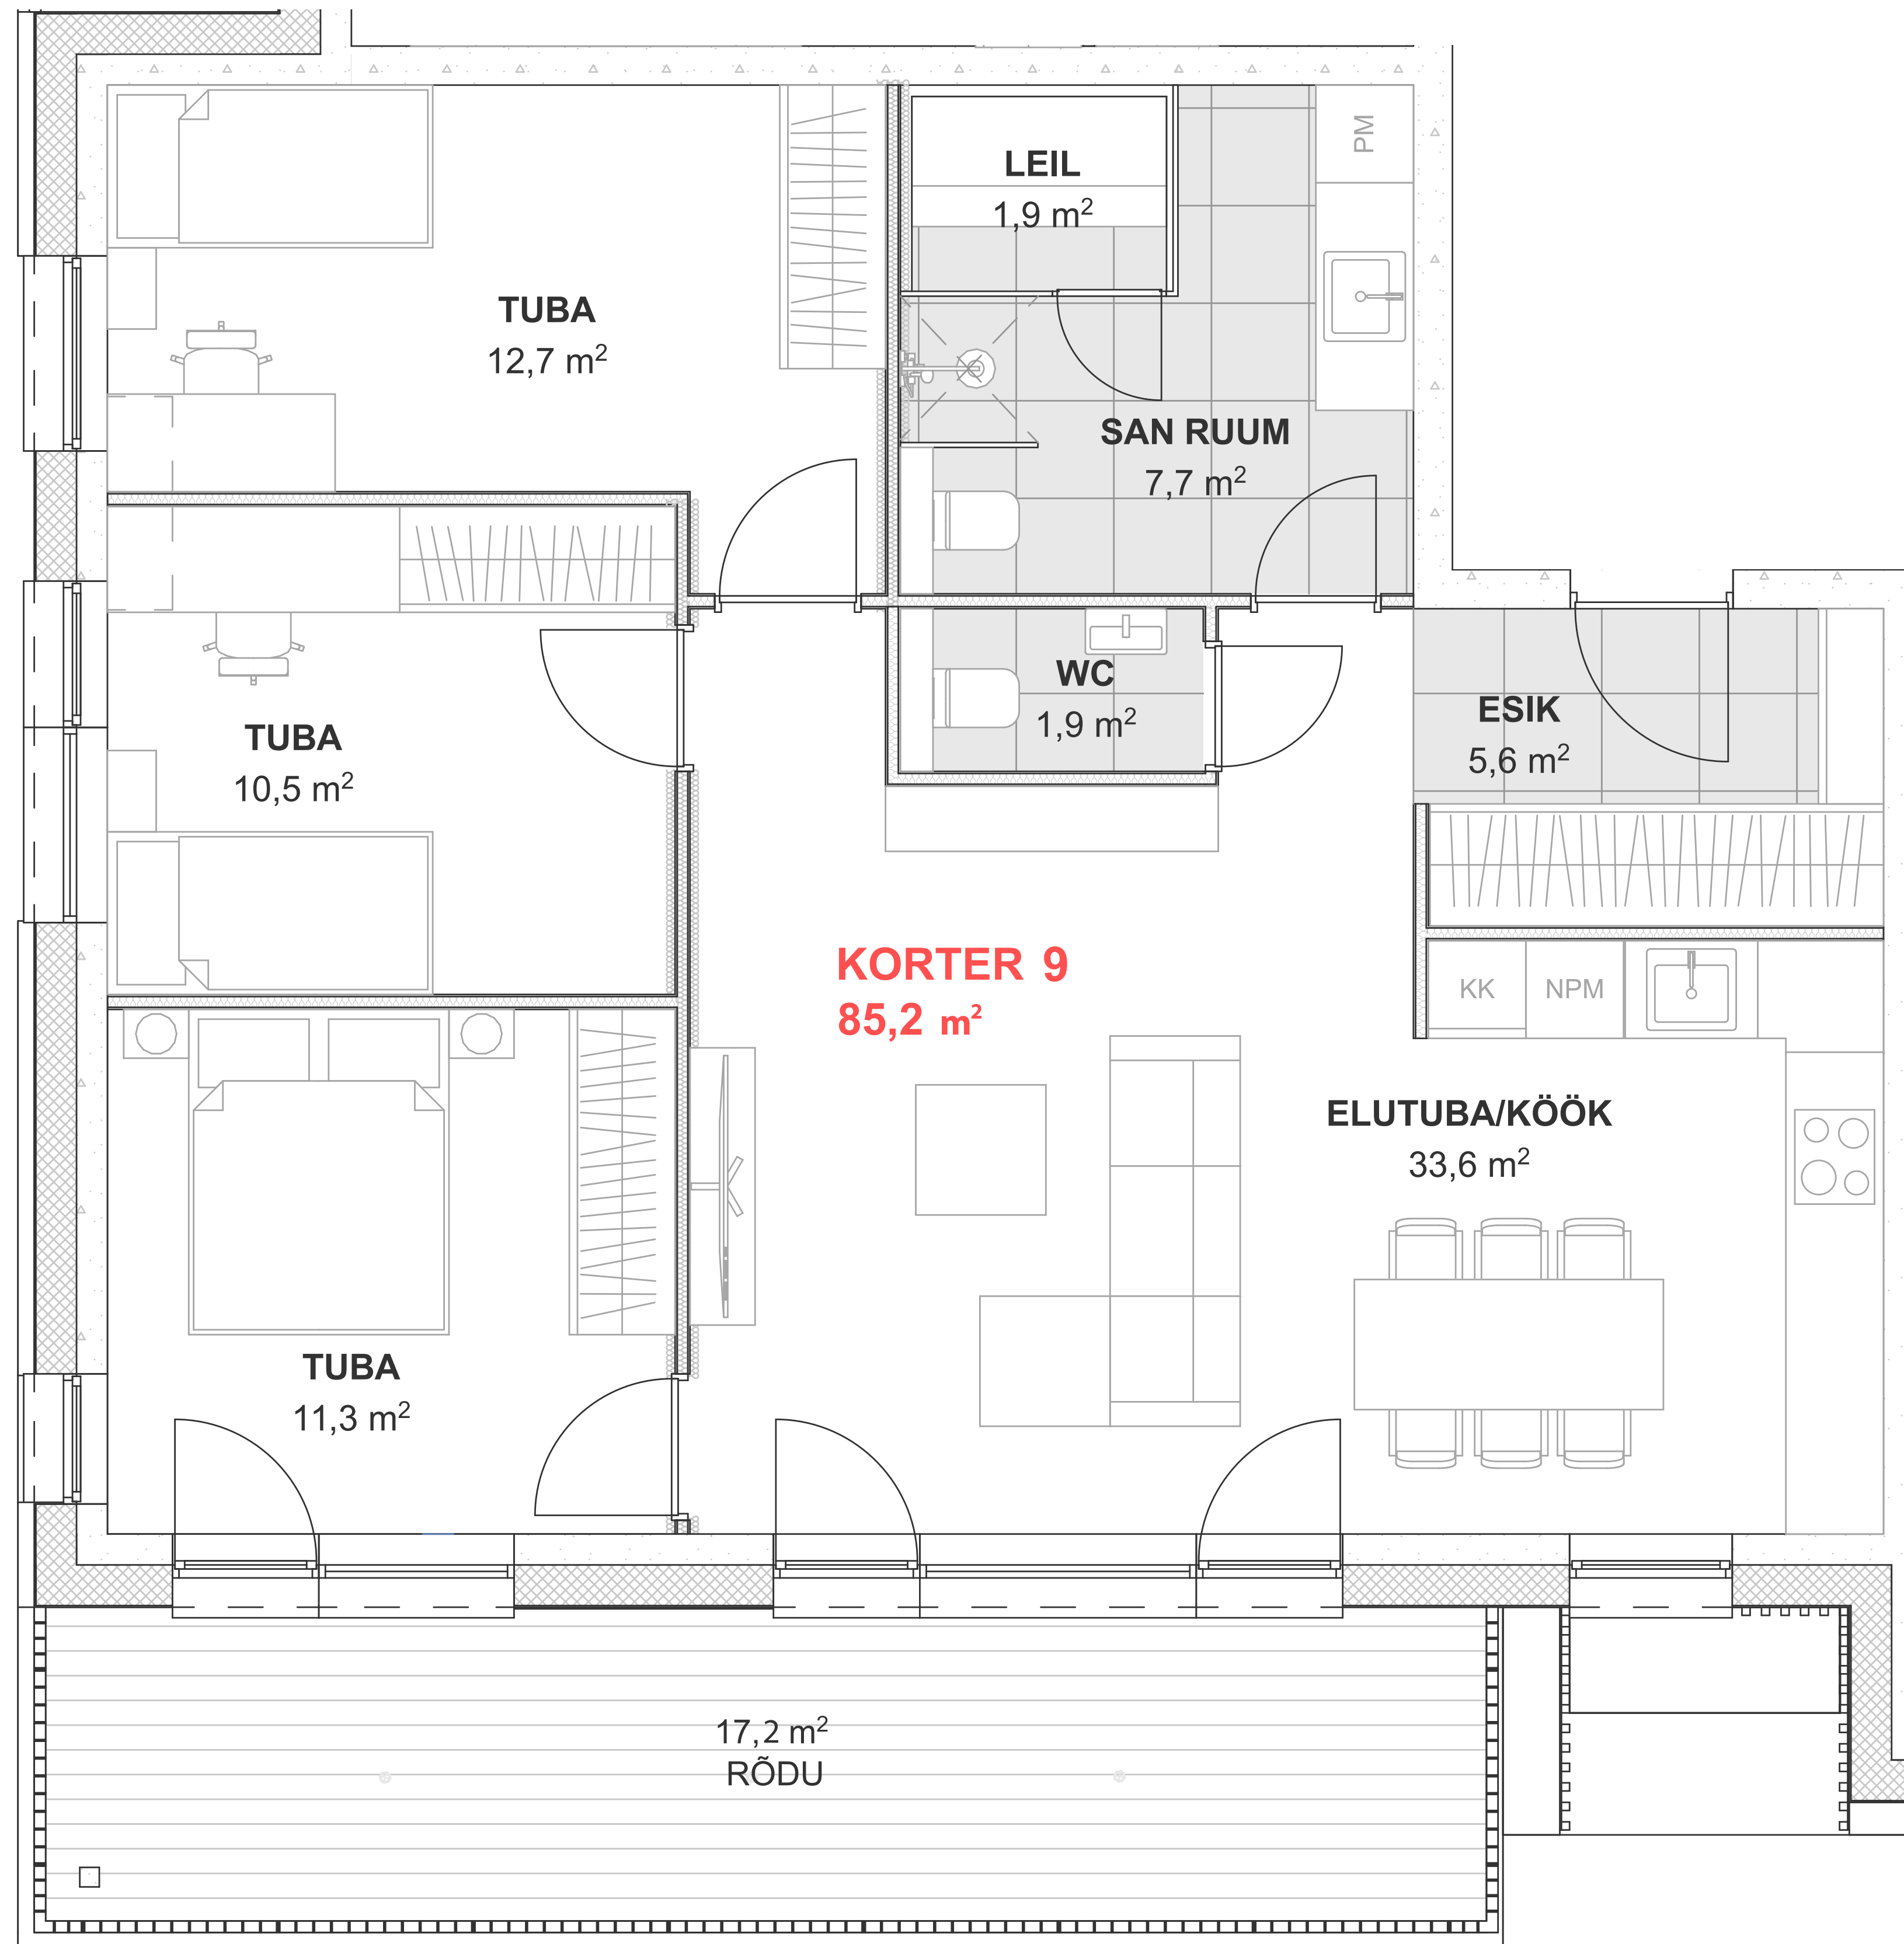 LEIL
1,9 m²
PM
TUBA
12,7 m²
SAN RUUM
7,7 m²
WC
1,9 m²
ESIK
5,6 m²
TUBA
10,5 m²
KORTER 9
85,2 m²
KK
NPM
ELUTUBA/KÖÖK
33,6 m²
TUBA
11,3 m²
17,2 m²
RÕDU